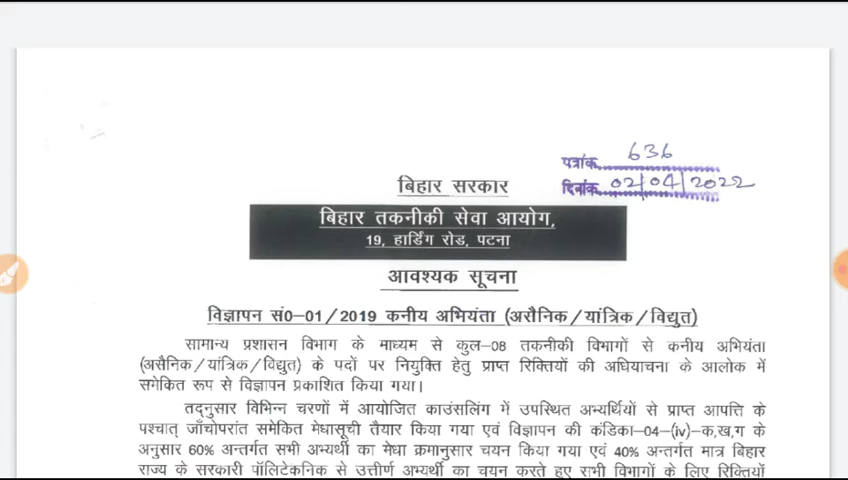 पत्रांक 636
दिनांक 02/04/2022
बिहार सरकार
बिहार तकनीकी सेवा आयोग,
19, हार्डिंग रोड, पटना
आवश्यक सूचना
विज्ञापन सं0-01/2019 कनीय अभियंता (असैनिक/यांत्रिक/विद्युत)
सामान्य प्रशासन विभाग के माध्यम से कुल-08 तकनीकी विभागों से कनीय अभियंता
(असैनिक/यांत्रिक/विद्युत) के पदों पर नियुक्ति हेतु प्राप्त रिक्तियों की अधियाचना के आलोक में
समेकित रूप से विज्ञापन प्रकाशित किया गया।
तद्नुसार विभिन्न चरणों में आयोजित काउंसलिंग में उपस्थित अभ्यर्थियों से प्राप्त आपत्ति के
पश्चात् जाँचोपरांत समेकित मेधासूची तैयार किया गया एवं विज्ञापन की कंडिका-04-(iv)-क,ख,ग के
अनुसार 60% अन्तर्गत सभी अभ्यर्थी का मेधा क्रमानुसार चयन किया गया एवं 40% अन्तर्गत मात्र बिहार
राज्य के सरकारी पॉलिटेकनिक से उत्तीर्ण अभ्यर्थी का चयन करते हुए सभी विभागों के लिए रिक्तियों